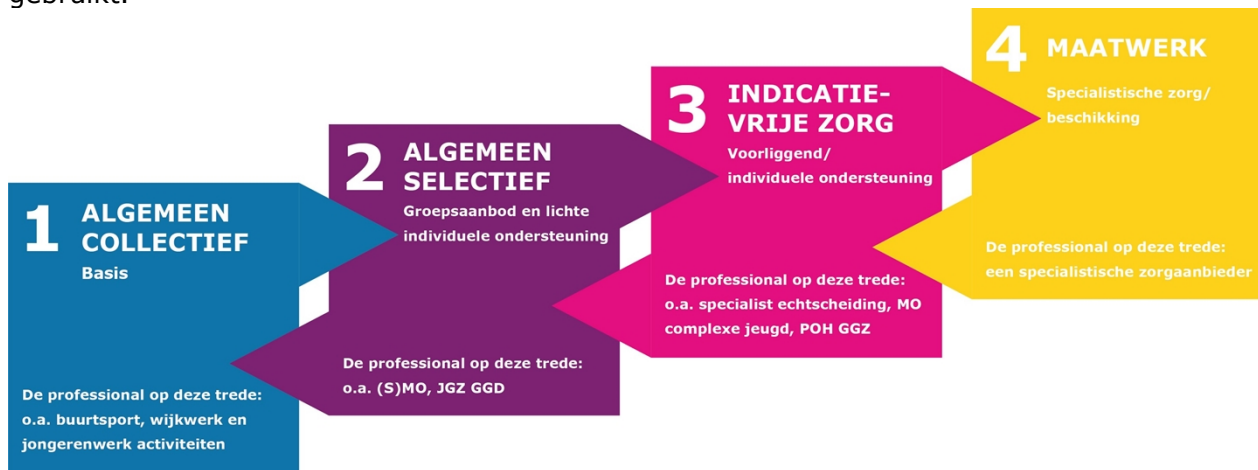 gebruikt.
1
ALGEMEEN
COLLECTIEF
Basis
De professional op deze trede:
o.a. buurtsport, wijkwerk en
jongerenwerk activiteiten
2
ALGEMEEN
SELECTIEF
Groepsaanbod en lichte
individuele ondersteuning
De professional op deze trede:
o.a. (S)MO, JGZ GGD
3
INDICATIE-
VRIJE ZORG
Voorliggend/
individuele ondersteuning
De professional op deze trede:
o.a. specialist echtscheiding, MO
complexe jeugd, POH GGZ
4
MAATWERK
Specialistische zorg/
beschikking
De professional op deze trede:
een specialistische zorgaanbieder